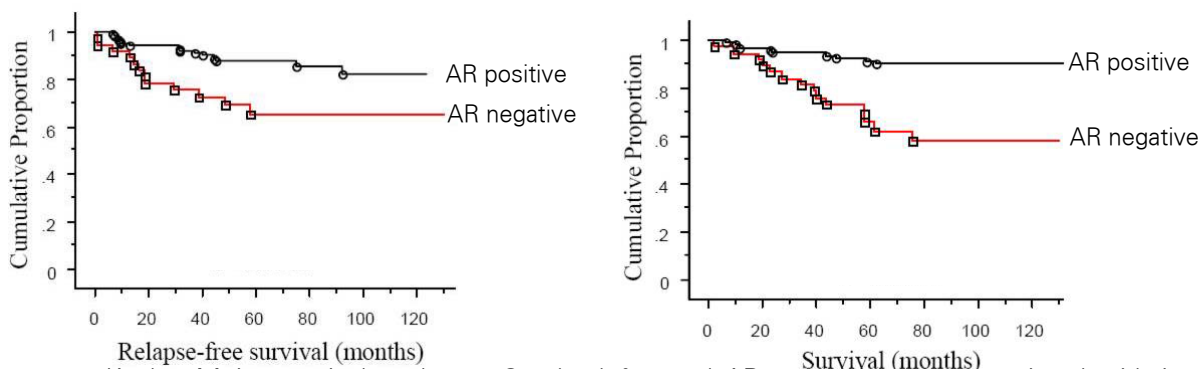 1
.8
.6
.4
.2
0
Cumulative Proportion
0 20 40 60 80 100 120
Relapse-free survival (months)
AR positive
AR negative
1
.8
.6
.4
.2
0
Cumulative Proportion
0 20 40 60 80 100 120
Survival (months)
AR positive
AR negative